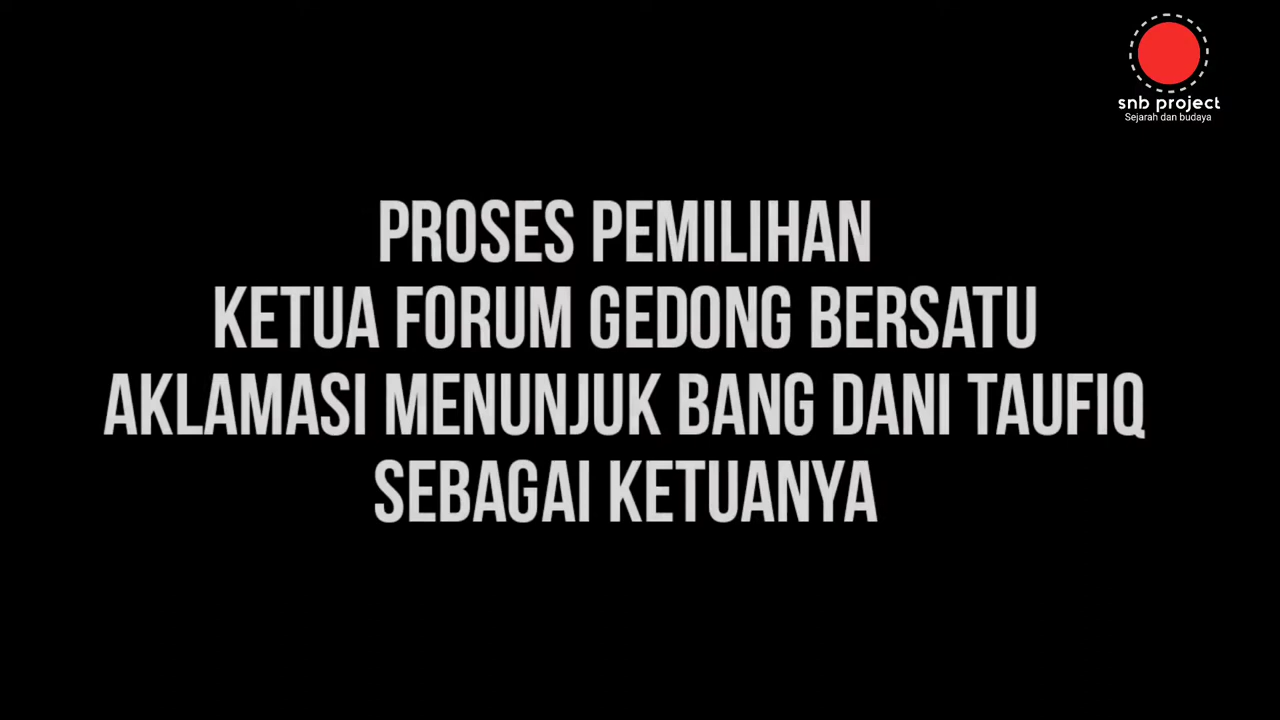 snb project
Sejarah dan budaya
PROSES PEMILIHAN
KETUA FORUM GEDONG BERSATU
AKLAMASI MENUNJUK BANG DANI TAUFIQ
SEBAGAI KETUANYA